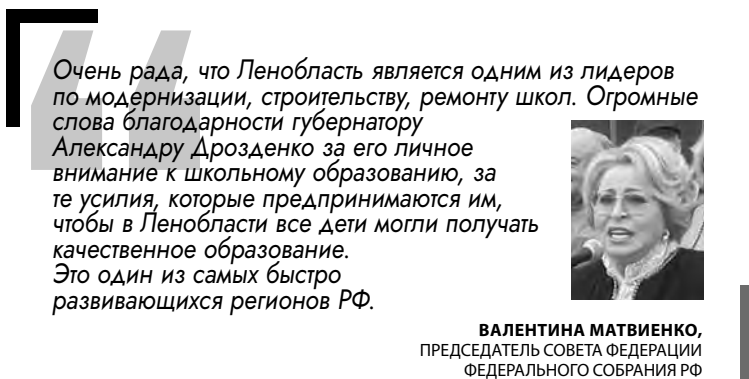 Очень рада, что Ленобласть является одним из лидеров
по модернизации, строительству, ремонту школ. Огромные
слова благодарности губернатору
Александру Дрозденко за его личное
внимание к школьному образованию, за
те усилия, которые предпринимаются им,
чтобы в Ленобласти все дети могли получать
качественное образование.
Это один из самых быстро
развивающихся регионов РФ.
ВАЛЕНТИНА МАТВИЕНКО,
ПРЕДСЕДАТЕЛЬ СОВЕТА ФЕДЕРАЦИИ
ФЕДЕРАЛЬНОГО СОБРАНИЯ РФ